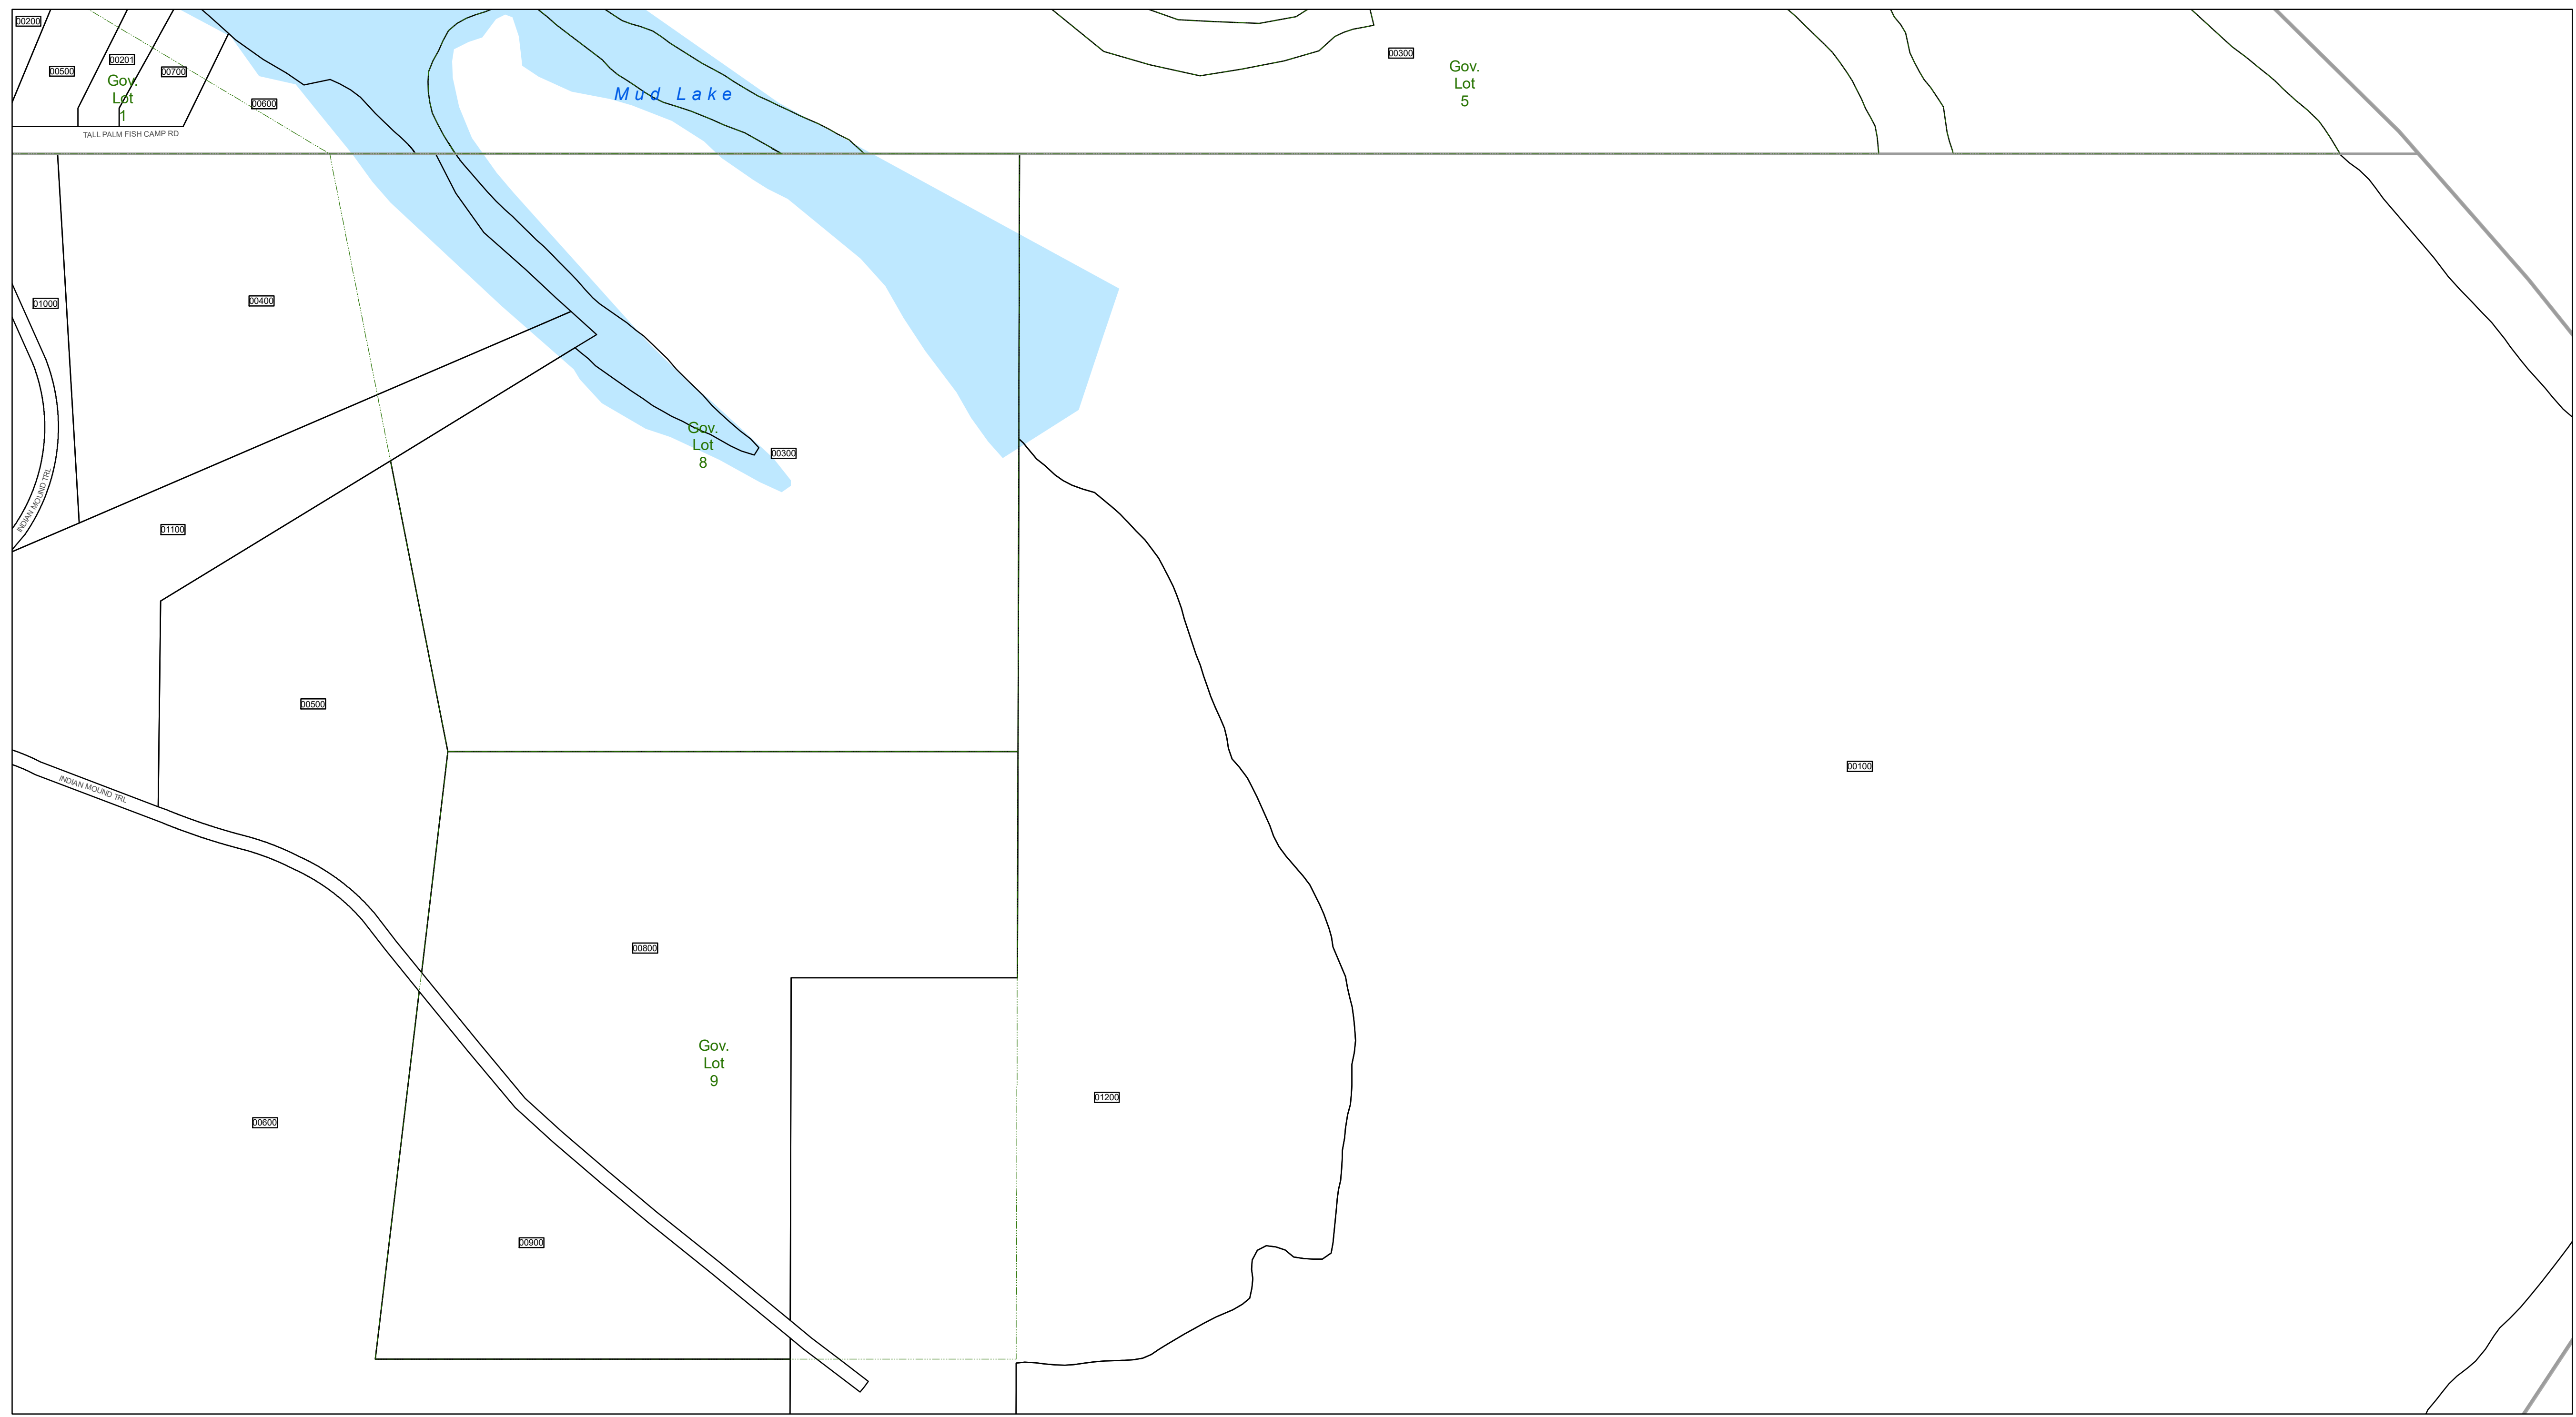 00200
00500
00201
00700
Gov.
Lot
1
00600
TALL PALM FISH CAMP RD
Mud Lake
00300
Gov.
Lot
5
01000
00400
INDIAN MOUND TRL
01100
Gov.
Lot
8
00300
00500
INDIAN MOUND TRL
00100
00800
Gov.
Lot
9
01200
00600
00900